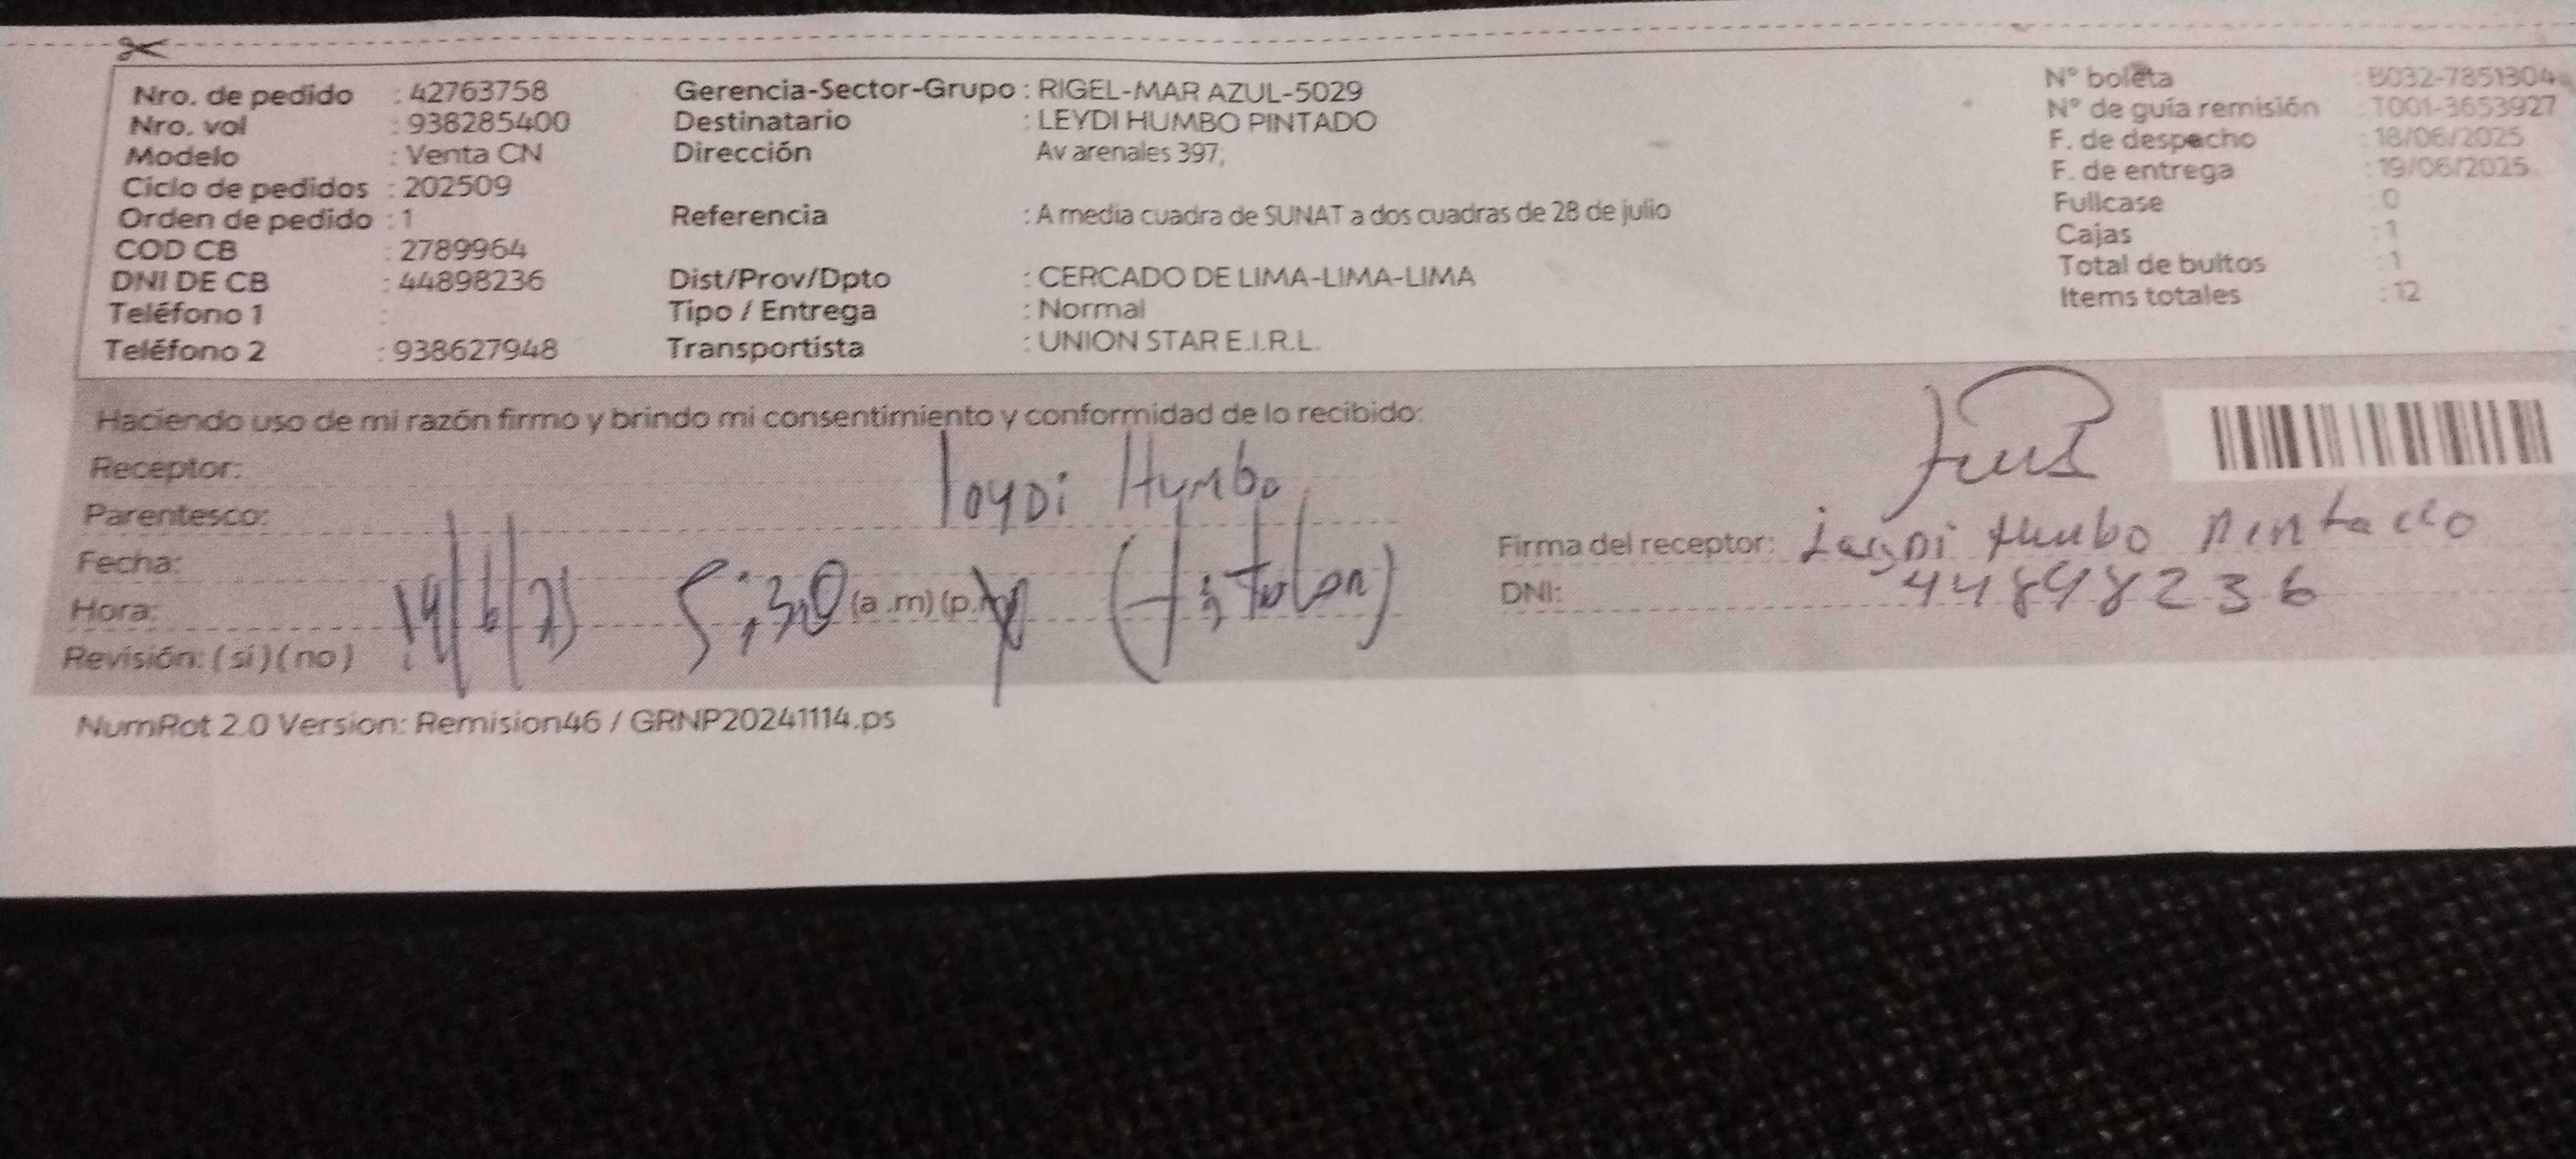 Nro. de pedido : 42763758
Nro. vol : 938285400
Modelo : Venta CN
Ciclo de pedidos : 202509
Orden de pedido : 1
COD CB : 2789964
DNI DE CB : 44898236
Teléfono 1 :
Teléfono 2 : 938627948
Gerencia-Sector-Grupo : RIGEL-MAR AZUL-5029
Destinatario : LEYDI HUMBO PINTADO
Dirección Av arenales 397,
Referencia : A media cuadra de SUNAT a dos cuadras de 28 de julio
Dist/Prov/Dpto : CERCADO DE LIMA-LIMA-LIMA
Tipo / Entrega : Normal
Transportista : UNION STAR E.I.R.L.
N° boleta : B032-7851304
N° de guía remisión : T001-3653927
F. de despacho : 18/06/2025
F. de entrega : 19/06/2025
Fullcase : 0
Cajas : 1
Total de bultos : 1
Items totales : 12
Haciendo uso de mi razón firmo y brindo mi consentimiento y conformidad de lo recibido:
Receptor:
Parentesco: Humbo
Fecha:
Hora: 5:30 (a.m) (p.m) (titular)
Revisión: (si) (no)
Firma del receptor: Humbo Pintado
DNI: 44898236
NumRot 2.0 Version: Remision46 / GRNP20241114.ps